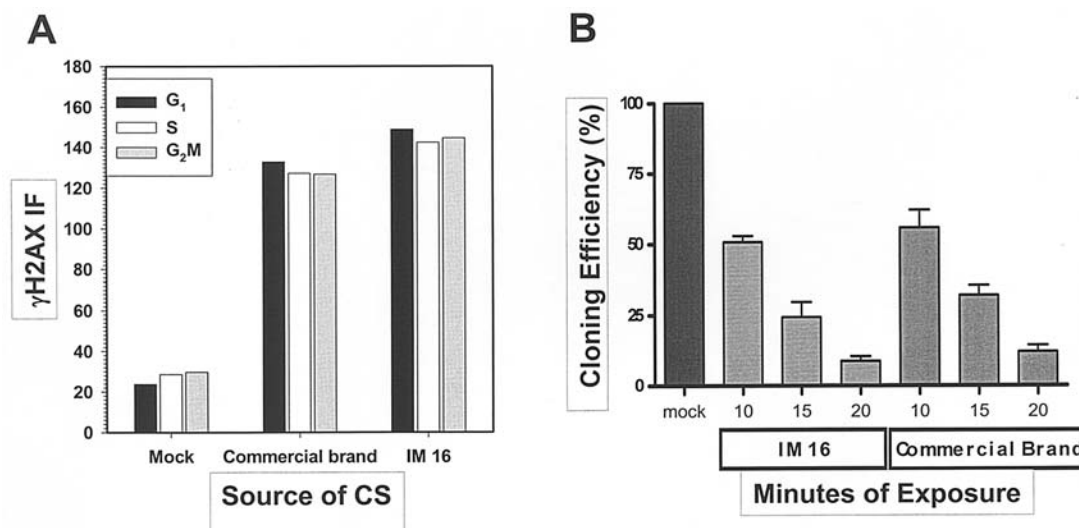 A
180
160
140
120
100
80
60
40
20
0
γH2AX IF
G₁
S
G₂M
Mock Commercial brand IM 16
Source of CS
B
100
50
25
0
Cloning Efficiency (%)
mock 10 15 20 10 15 20
IM 16 Commercial Brand
Minutes of Exposure